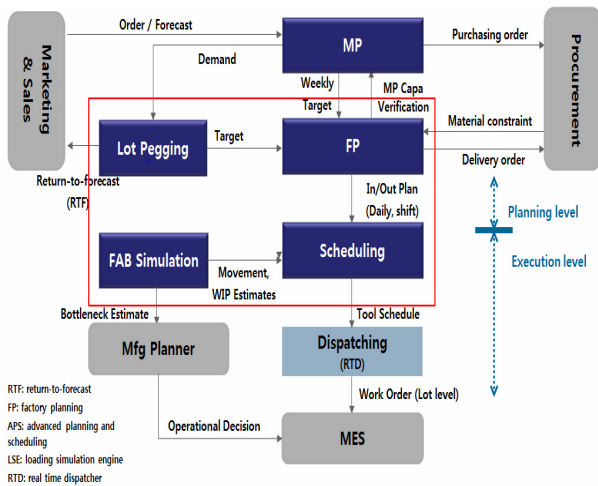 Order / Forecast
MP
Purchasing order
Marketing
& Sales
Procurement
Demand
Weekly
Target
MP Capa
Verification
Lot Pegging
Target
FP
Material constraint
Delivery order
Return-to-forecast
(RTF)
In/Out Plan
(Daily, shift)
Planning level
FAB Simulation
Movement,
WIP Estimates
Scheduling
Execution level
Bottleneck Estimate
Tool Schedule
Mfg Planner
Dispatching
(RTD)
Work Order (Lot level)
Operational Decision
MES
RTF: return-to-forecast
FP: factory planning
APS: advanced planning and
scheduling
LSE: loading simulation engine
RTD: real time dispatcher